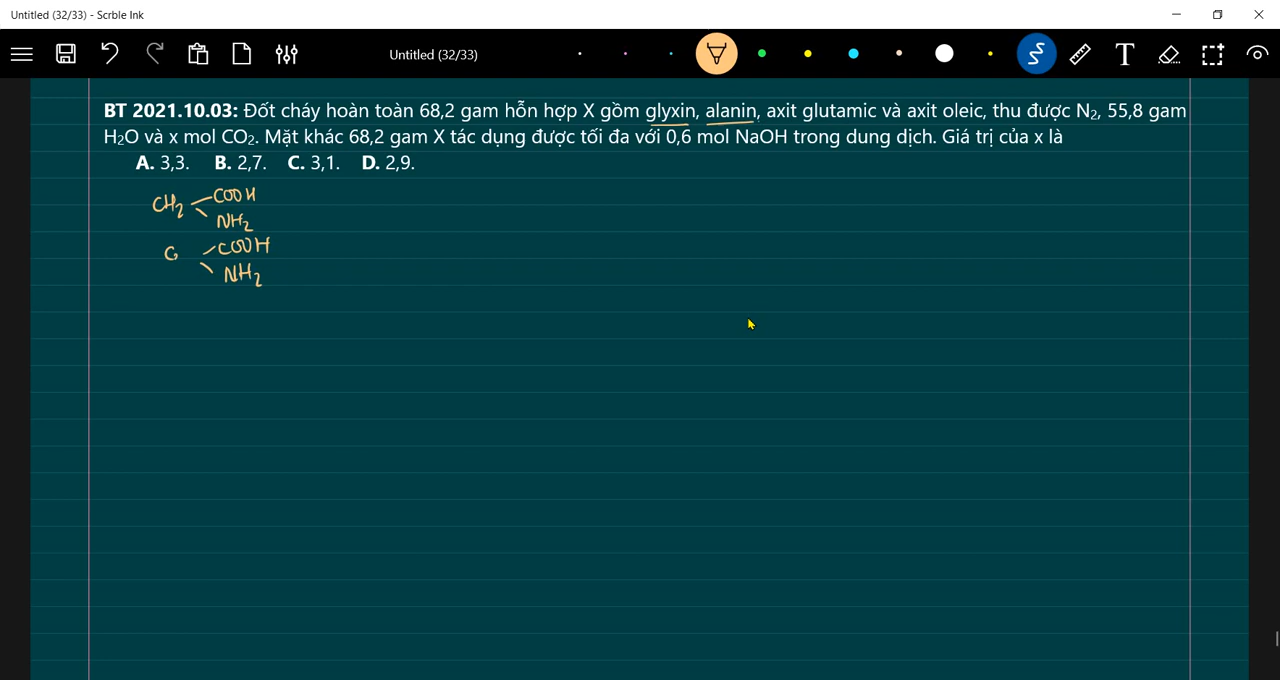 Untitled (32/33) - Scrble Ink
Untitled (32/33)
T
BT 2021.10.03: Đốt cháy hoàn toàn 68,2 gam hỗn hợp X gồm glyxin, alanin, axit glutamic và axit oleic, thu được N₂, 55,8 gam
H₂O và x mol CO₂. Mặt khác 68,2 gam X tác dụng được tối đa với 0,6 mol NaOH trong dung dịch. Giá trị của x là
A. 3,3. B. 2,7. C. 3,1. D. 2,9.
COOH
CH₂
NH₂
C COOH
NH₂